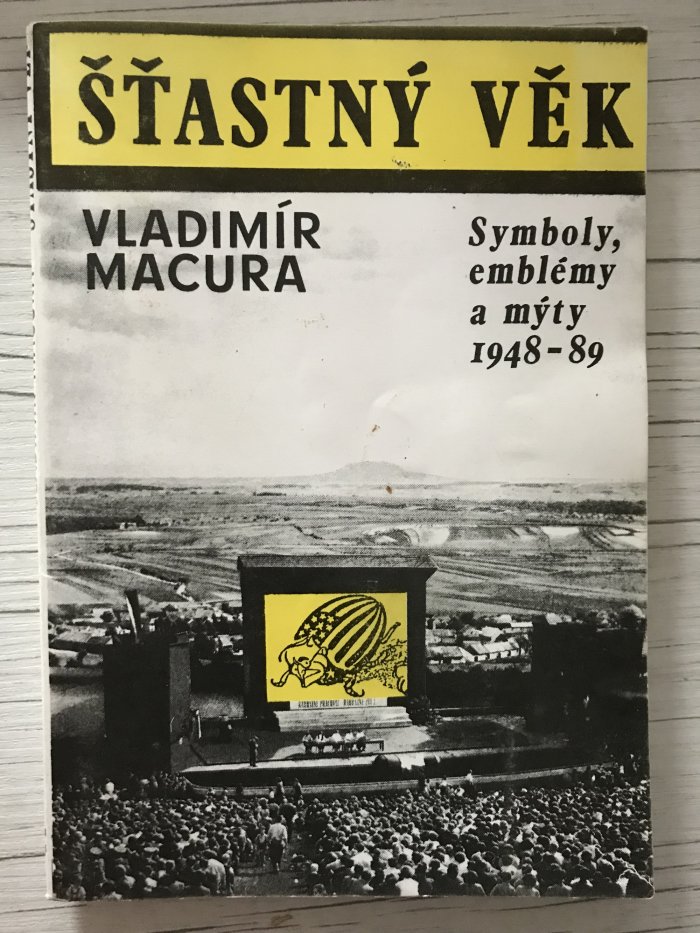 ŠŤASTNÝ VĚK
VLADIMÍR
MACURA
Symboly,
emblémy
a mýty
1948-89